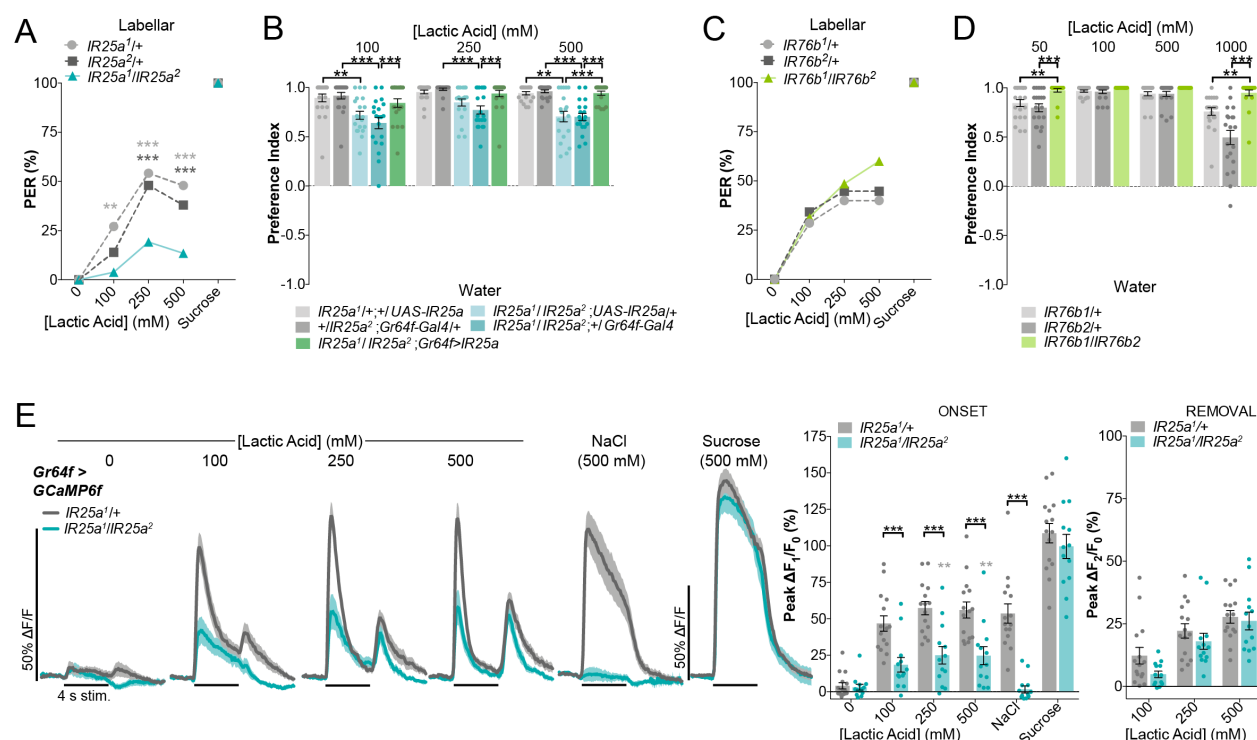 A
Labellar
IR25a¹/+
IR25a²/+
IR25a¹/IR25a²
PER (%)
100
75
50
25
0
***
***
***
***
**
0
100
250
500
Sucrose
[Lactic Acid] (mM)
B
[Lactic Acid] (mM)
100
250
500
*** ***
**
*** ***
*** ***
** ***
Preference Index
1.0
0.5
0.0
-0.5
-1.0
Water
IR25a¹/+;+/UAS-IR25a
+/IR25a²;Gr64f-Gal4/+
IR25a¹/IR25a²;Gr64f>IR25a
IR25a¹/IR25a²;UAS-IR25a/+
IR25a¹/IR25a²;+/Gr64f-Gal4
C
Labellar
IR76b¹/+
IR76b²/+
IR76b¹/IR76b²
PER (%)
100
75
50
25
0
0
100
250
500
Sucrose
[Lactic Acid] (mM)
D
[Lactic Acid] (mM)
50
100
500
1000
***
**
***
**
Preference Index
1.0
0.5
0.0
-0.5
-1.0
Water
IR76b1/+
IR76b2/+
IR76b1/IR76b2
E
[Lactic Acid] (mM)
0
100
250
500
NaCl
(500 mM)
Sucrose
(500 mM)
Gr64f >
GCaMP6f
IR25a¹/+
IR25a¹/IR25a²
50% ΔF/F
4 s stim.
50% ΔF/F
ONSET
IR25a¹/+
IR25a¹/IR25a²
Peak ΔF₁/F₀ (%)
175
150
125
100
75
50
25
0
***
***
**
***
**
***
0
100
250
500
NaCl
Sucrose
[Lactic Acid] (mM)
REMOVAL
IR25a¹/+
IR25a¹/IR25a²
Peak ΔF₂/F₀ (%)
100
75
50
25
0
100
250
500
[Lactic Acid] (mM)